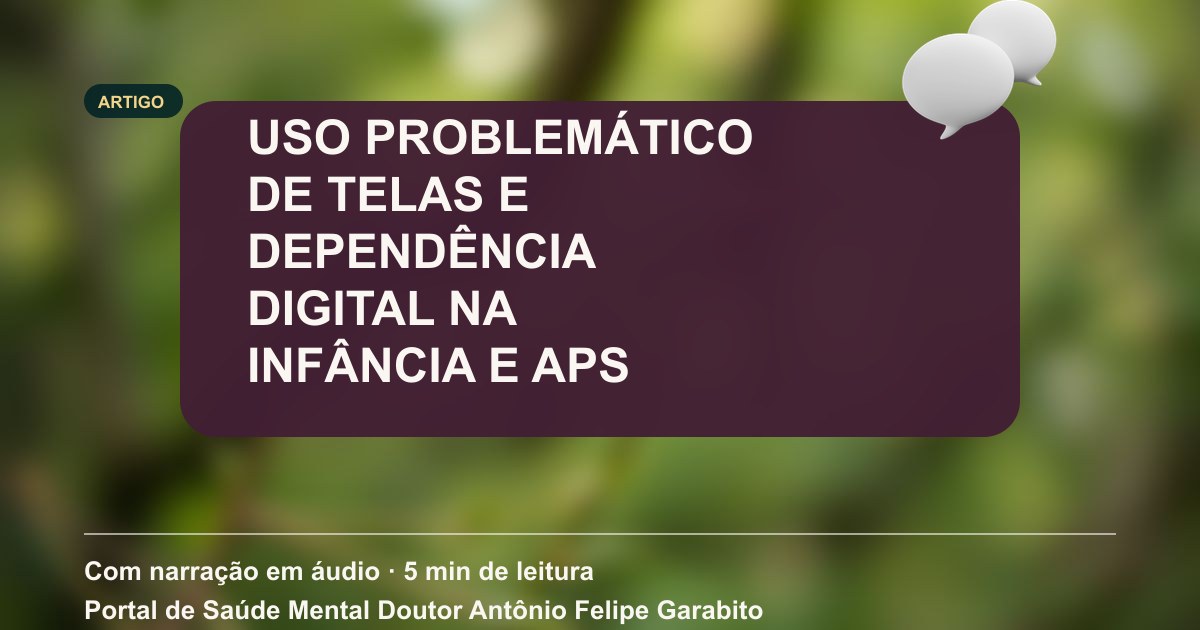 ARTIGO
USO PROBLEMÁTICO
DE TELAS E
DEPENDÊNCIA
DIGITAL NA
INFÂNCIA E APS
Com narração em áudio · 5 min de leitura
Portal de Saúde Mental Doutor Antônio Felipe Garabito